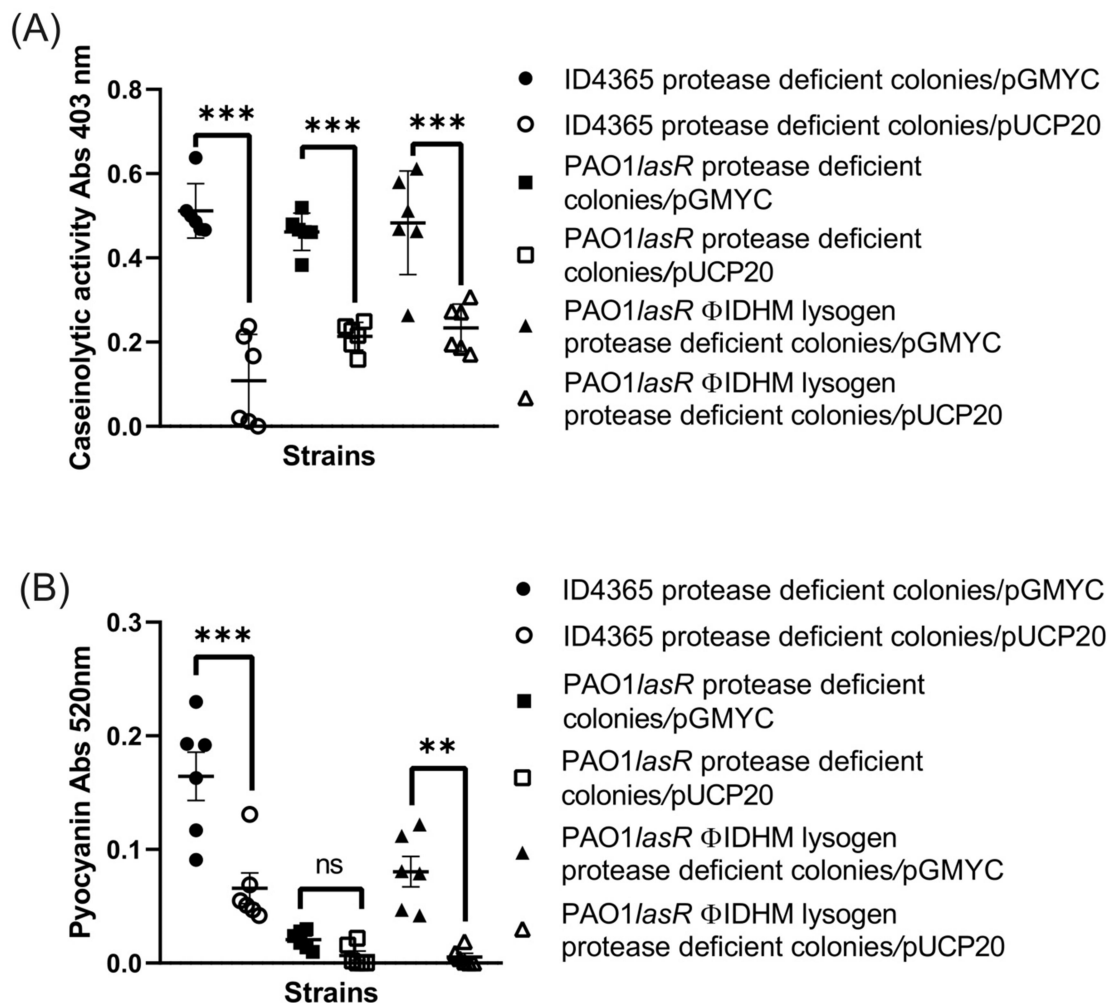 (A)
Caseinolytic activity Abs 403 nm
0.8
0.6
0.4
0.2
0.0
***
***
***
Strains
ID4365 protease deficient colonies/pGMYC
ID4365 protease deficient colonies/pUCP20
PAO1lasR protease deficient
colonies/pGMYC
PAO1lasR protease deficient
colonies/pUCP20
PAO1lasR ΦIDHM lysogen
protease deficient colonies/pGMYC
PAO1lasR ΦIDHM lysogen
protease deficient colonies/pUCP20
(B)
Pyocyanin Abs 520nm
0.3
0.2
0.1
0.0
***
ns
**
Strains
ID4365 protease deficient colonies/pGMYC
ID4365 protease deficient colonies/pUCP20
PAO1lasR protease deficient
colonies/pGMYC
PAO1lasR protease deficient
colonies/pUCP20
PAO1lasR ΦIDHM lysogen
protease deficient colonies/pGMYC
PAO1lasR ΦIDHM lysogen
protease deficient colonies/pUCP20